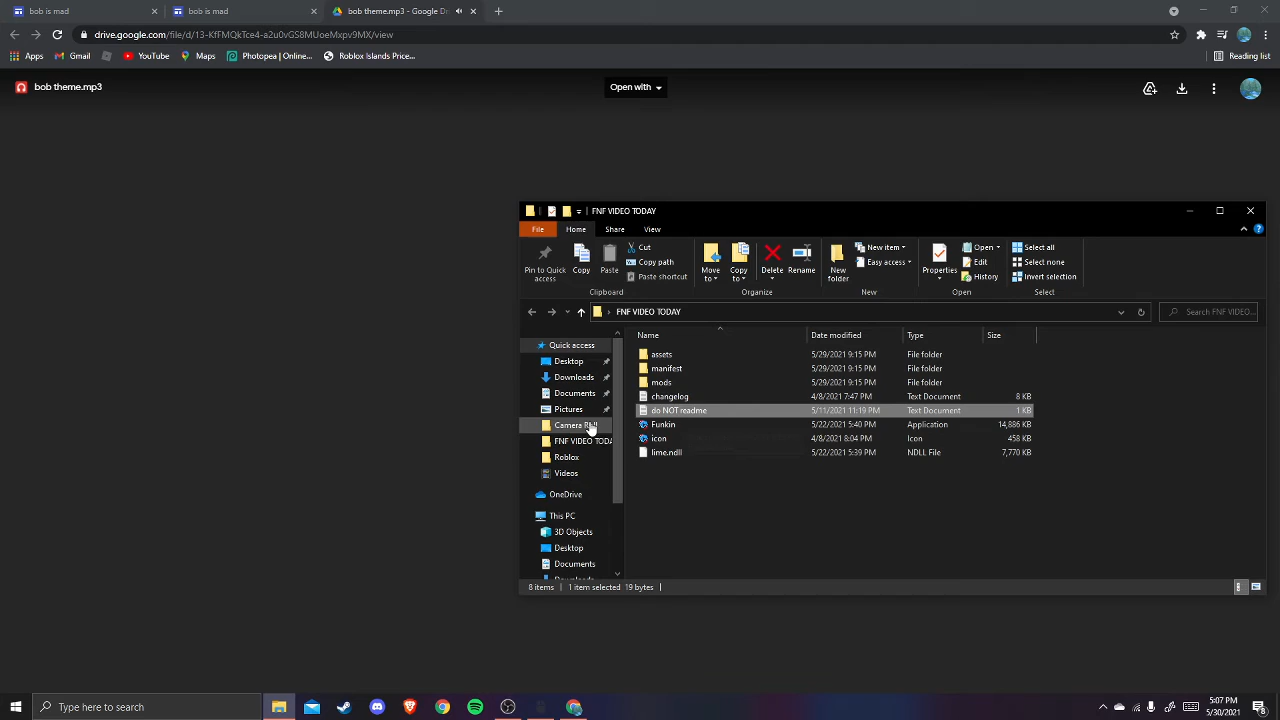 bob is mad
bob is mad
bob theme.mp3 - Google Dr
drive.google.com/file/d/13-KfFMQkTce4-a2u0vGS8MUoeMxpv9MX/view
Apps
Gmail
YouTube
Maps
Photopea | Online...
Roblox Islands Price...
Reading list
bob theme.mp3
Open with
FNF VIDEO TODAY
File
Home
Share
View
Pin to Quick access
Copy
Paste
Cut
Copy path
Paste shortcut
Move to
Copy to
Delete
Rename
New folder
New item
Easy access
Properties
Open
Edit
History
Select all
Select none
Invert selection
Clipboard
Organize
New
Open
Select
FNF VIDEO TODAY
Search FNF VIDEO...
Name
Date modified
Type
Size
Quick access
Desktop
Downloads
Documents
Pictures
Camera Roll
FNF VIDEO TODA
Roblox
Videos
OneDrive
This PC
3D Objects
Desktop
Documents
Downloads
assets 5/29/2021 9:15 PM File folder
manifest 5/29/2021 9:15 PM File folder
mods 5/29/2021 9:15 PM File folder
changelog 4/8/2021 7:47 PM Text Document 8 KB
do NOT readme 5/11/2021 11:19 PM Text Document 1 KB
Funkin 5/22/2021 5:40 PM Application 14,886 KB
icon 4/8/2021 8:04 PM Icon 458 KB
lime.ndll 5/22/2021 5:39 PM NDLL File 7,770 KB
8 items
1 item selected 19 bytes
Type here to search
5:07 PM
5/30/2021